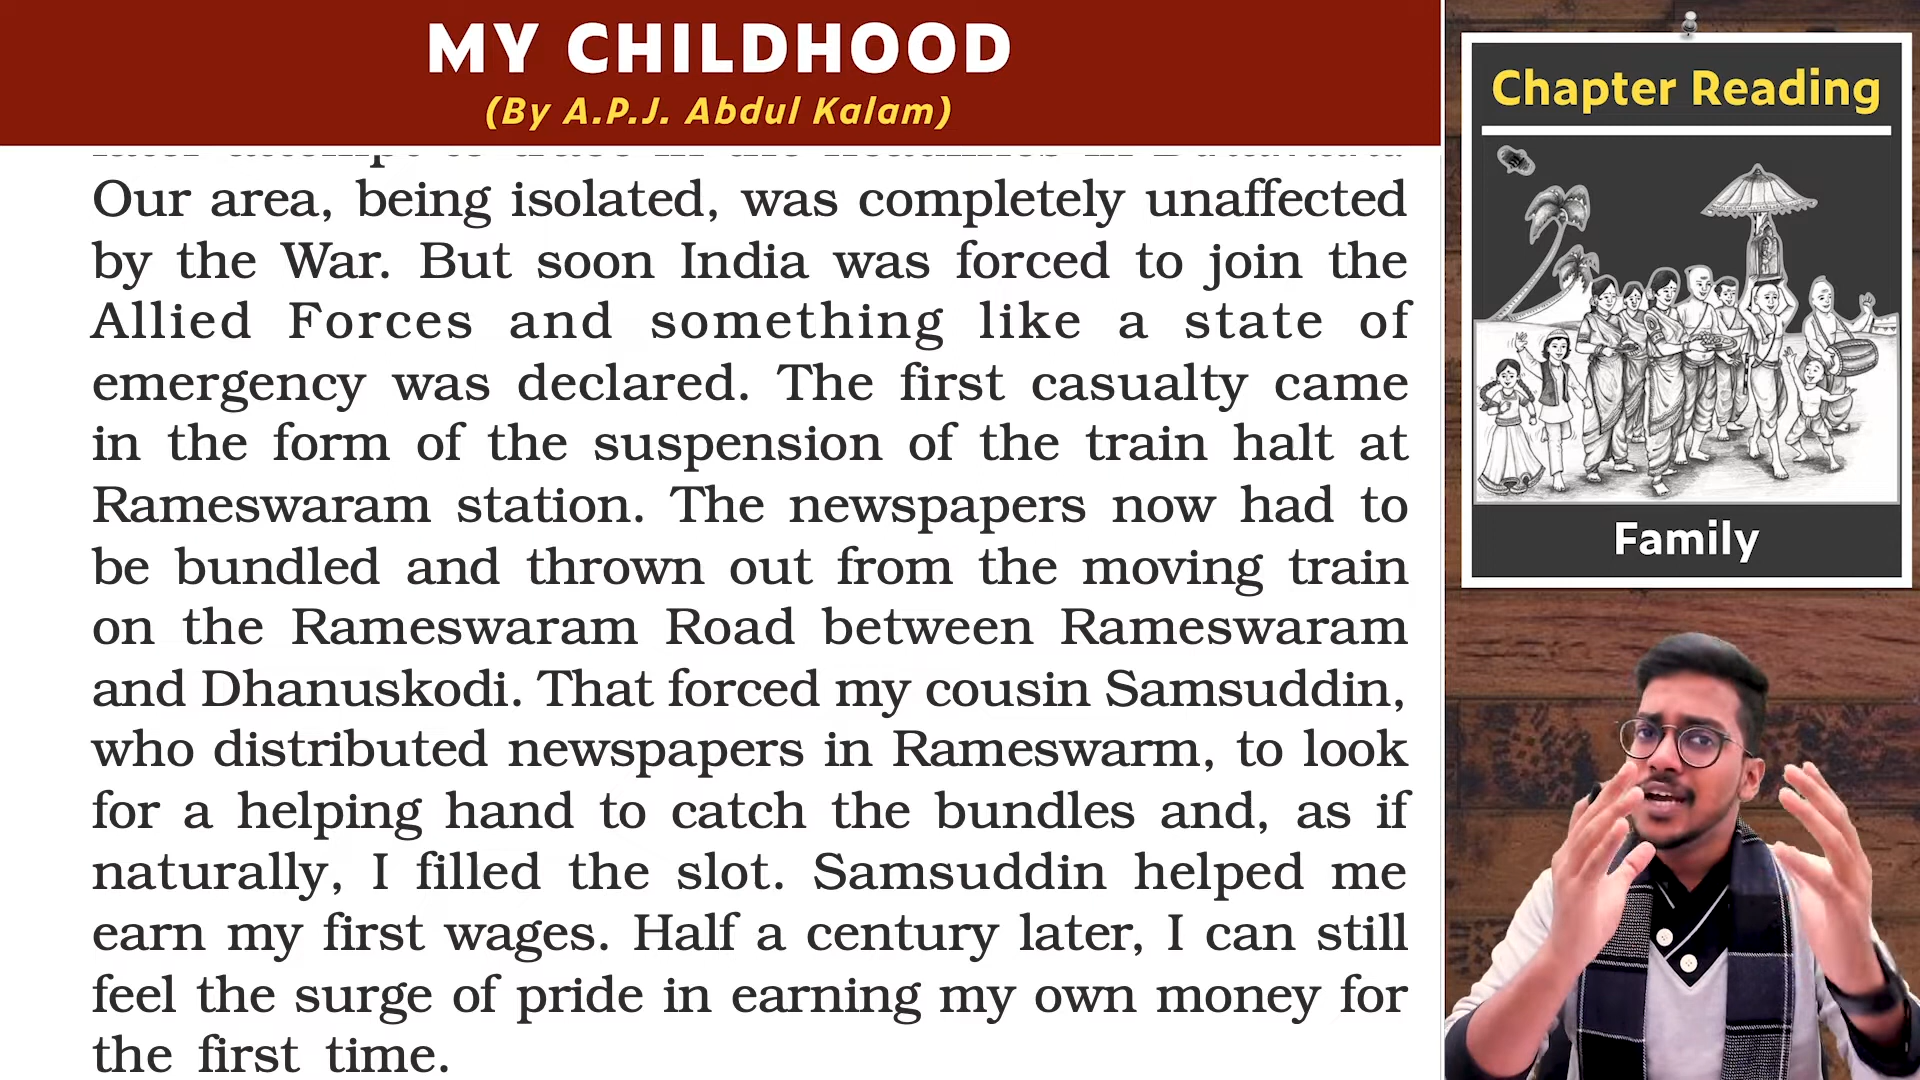 MY CHILDHOOD
(By A.P.J. Abdul Kalam)
Our area, being isolated, was completely unaffected
by the War. But soon India was forced to join the
Allied Forces and something like a state of
emergency was declared. The first casualty came
in the form of the suspension of the train halt at
Rameswaram station. The newspapers now had to
be bundled and thrown out from the moving train
on the Rameswaram Road between Rameswaram
and Dhanuskodi. That forced my cousin Samsuddin,
who distributed newspapers in Rameswarm, to look
for a helping hand to catch the bundles and, as if
naturally, I filled the slot. Samsuddin helped me
earn my first wages. Half a century later, I can still
feel the surge of pride in earning my own money for
the first time.
Chapter Reading
Family